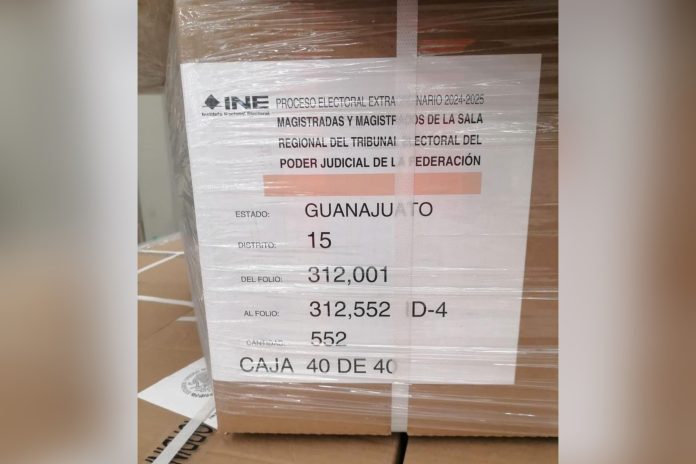 INE PROCESO ELECTORAL EXTRA NARIO 2024-2025
Instituto Nacional Electoral
MAGISTRADAS Y MAGISTR DOS DE LA SALA
REGIONAL DEL TRIBUNAL ECTORAL DEL
PODER JUDICIAL DE LA FEDERACIÓN
ESTADO: GUANAJUATO
DISTRITO: 15
DEL FOLIO: 312,001
AL FOLIO: 312,552 ID-4
CANTIDAD: 552
CAJA 40 DE 40